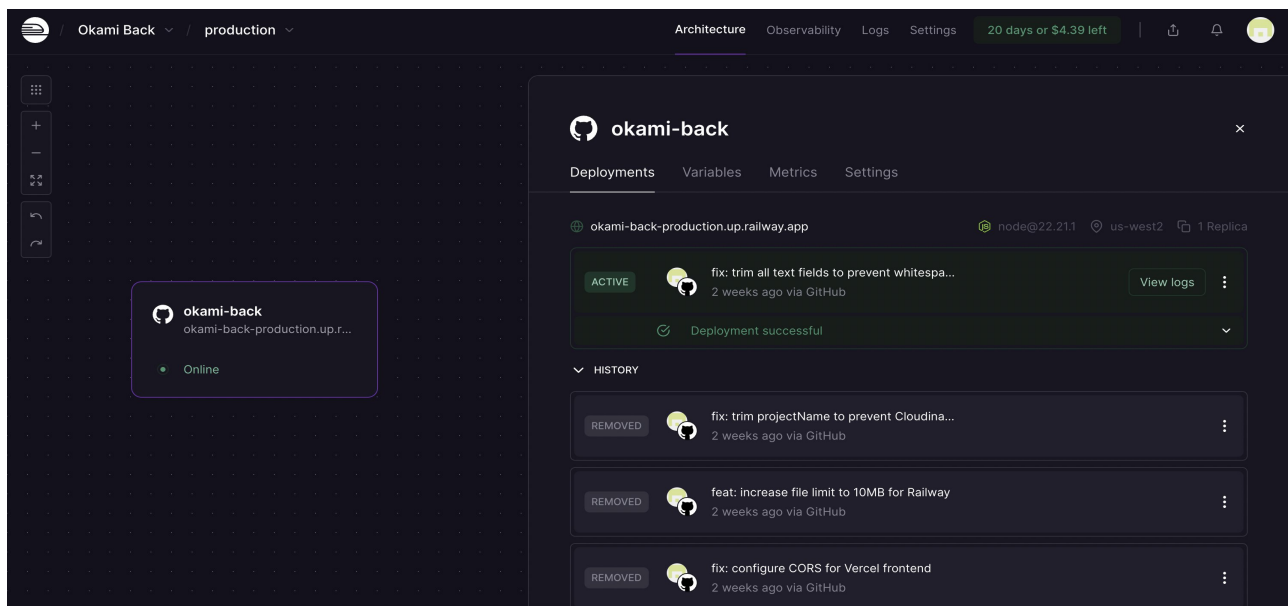 / Okami Back / production
Architecture Observability Logs Settings 20 days or $4.39 left
okami-back
okami-back-production.up.r...
Online
okami-back
Deployments Variables Metrics Settings
okami-back-production.up.railway.app node@22.21.1 us-west2 1 Replica
ACTIVE
fix: trim all text fields to prevent whitespa...
2 weeks ago via GitHub
View logs
Deployment successful
HISTORY
REMOVED
fix: trim projectName to prevent Cloudina...
2 weeks ago via GitHub
REMOVED
feat: increase file limit to 10MB for Railway
2 weeks ago via GitHub
REMOVED
fix: configure CORS for Vercel frontend
2 weeks ago via GitHub